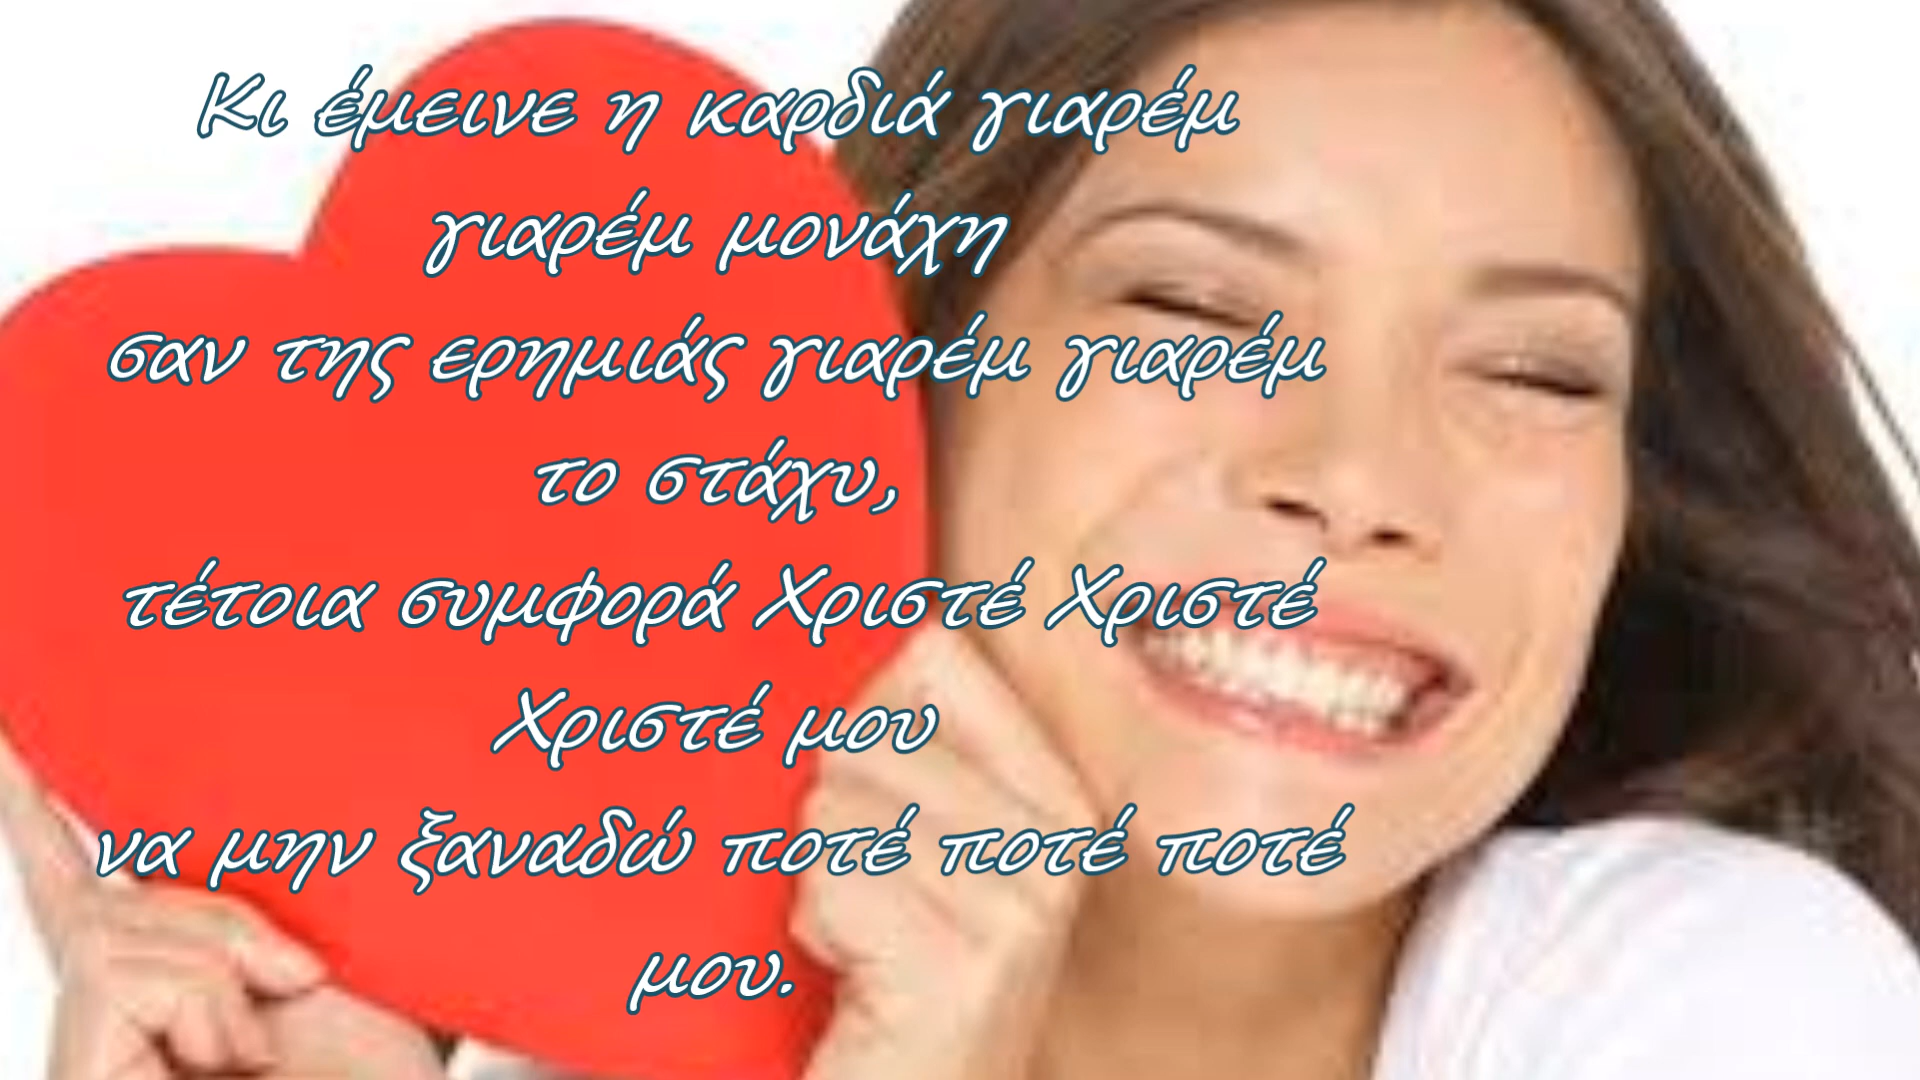 Κι έμεινε η καρδιά γιαρέμ
γιαρέμ μονάχη
σαν της ερημιάς γιαρέμ γιαρέμ
το στάχυ,
τέτοια συμφορά Χριστέ Χριστέ
Χριστέ μου
να μην ξαναδώ ποτέ ποτέ ποτέ
μου.